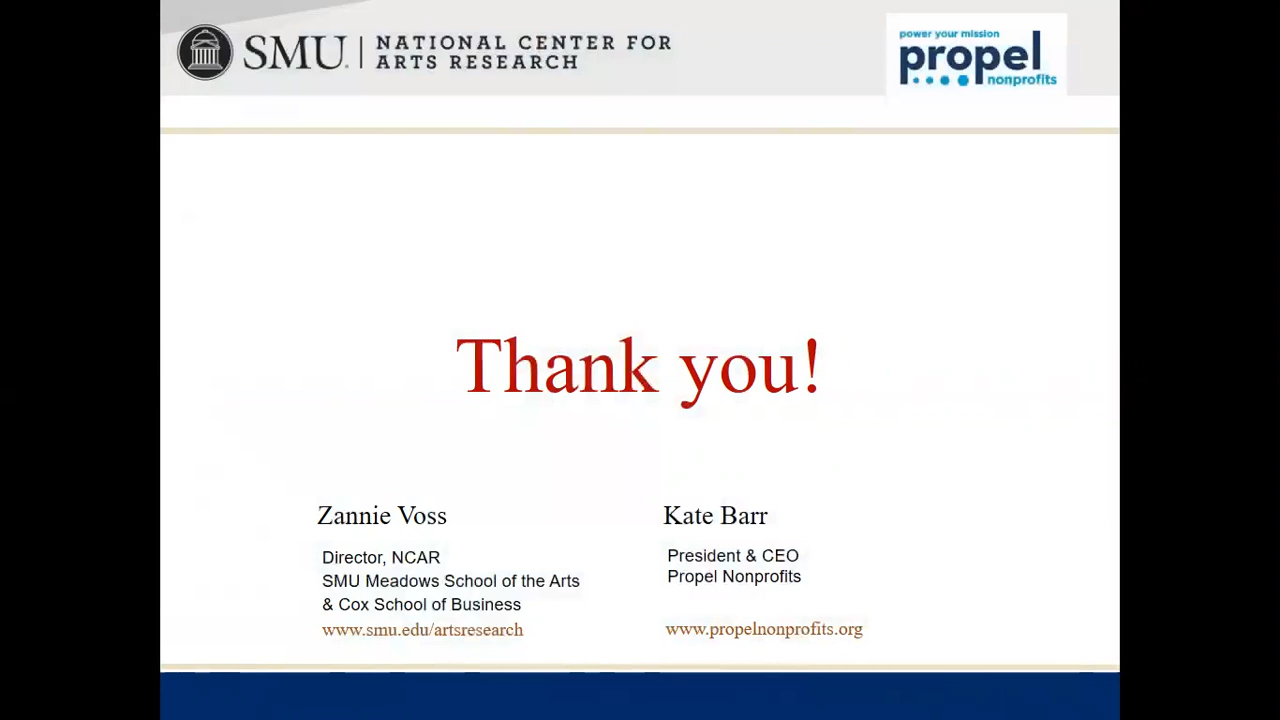 SMU. NATIONAL CENTER FOR
ARTS RESEARCH
power your mission
propel
nonprofits
Thank you!
Zannie Voss
Director, NCAR
SMU Meadows School of the Arts
& Cox School of Business
www.smu.edu/artsresearch
Kate Barr
President & CEO
Propel Nonprofits
www.propelnonprofits.org